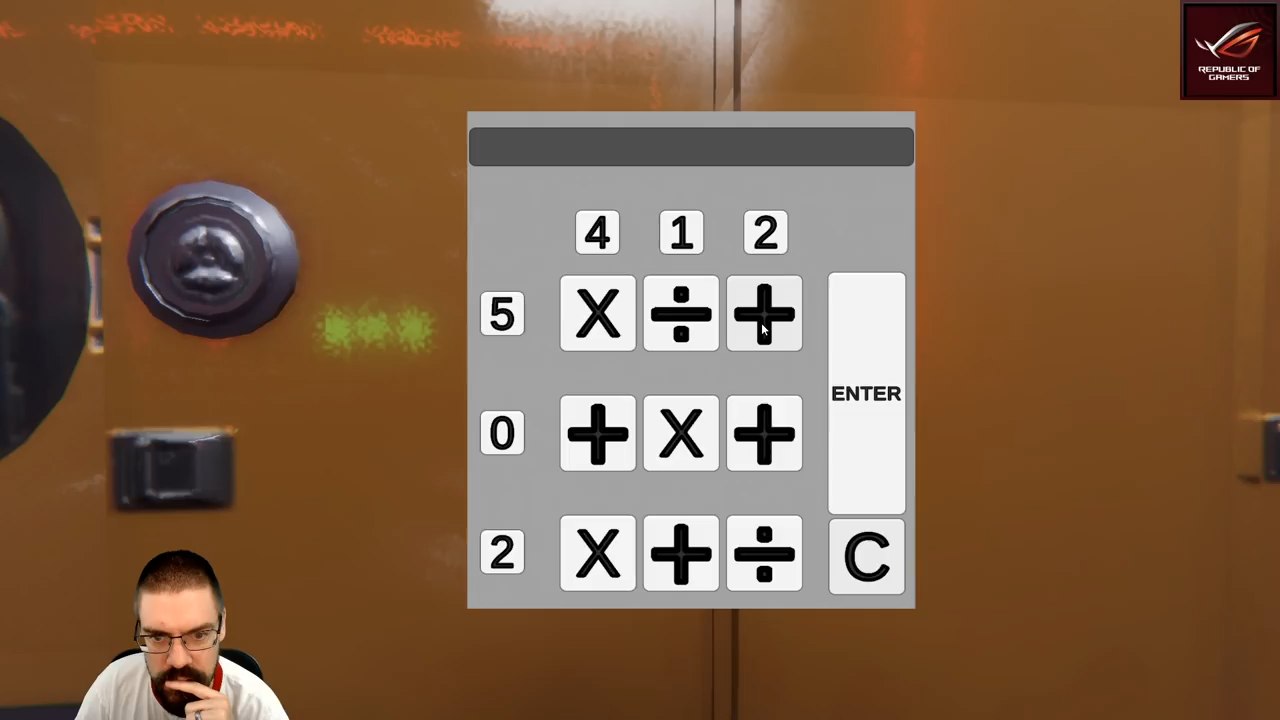 REPUBLIC OF
GAMERS
4 1 2
5 X ÷ +
ENTER
0 + X +
2 X + ÷ C